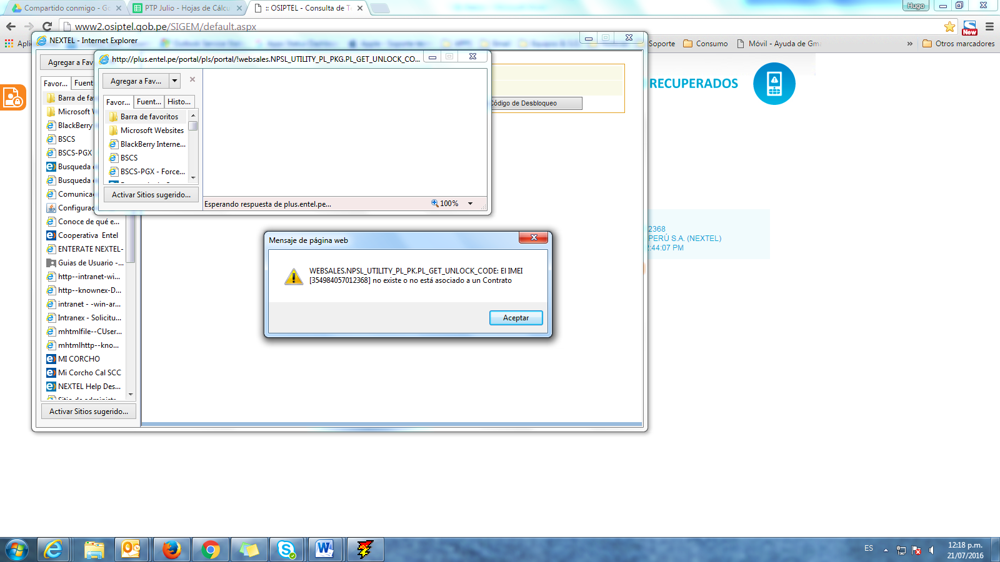 Compartido conmigo - Go
PTP Julio - Hojas de Cálcu
:: OSIPTEL - Consulta de T
Hugo
www2.osiptel.gob.pe/SIGEM/default.aspx
New
Soporte
Consumo
Móvil - Ayuda de Gm
»
Otros marcadores
NEXTEL - Internet Explorer
Agregar a Fav
Favor...
Fuent
Barra de fa
Microsoft W
BlackBerry
BSCS
BSCS-PGX
Busqueda
Busqueda
Comunicac
Configurac
Conoce de qué e...
Cooperativa Entel
ENTERATE NEXTEL-
Guias de Usuario -...
http--intranet-wi...
http--knownex-D...
intranet - -win-ar...
Intranex - Solicitu...
mhtmlfile--CUser...
mhtmlhttp--kno...
MI CORCHO
Mi Corcho Cal SCC
NEXTEL Help Des...
Activar Sitios sugerido...
http://plus.entel.pe/portal/pls/portal/!websales.NPSL_UTILITY_PL_PKG.PL_GET_UNLOCK_CO...
Agregar a Fav...
Favor...
Fuent...
Histo...
Barra de favoritos
Microsoft Websites
BlackBerry Interne...
BSCS
BSCS-PGX - Force...
Activar Sitios sugerido...
Esperando respuesta de plus.entel.pe...
100%
Código de Desbloqueo
RECUPERADOS
2368
PERÚ S.A. (NEXTEL)
:44:07 PM
Mensaje de página web
WEBSALES.NPSL_UTILITY_PL_PK.PL_GET_UNLOCK_CODE: El IMEI
[354984057012368] no existe o no está asociado a un Contrato
Aceptar
ES
12:18 p.m.
21/07/2016